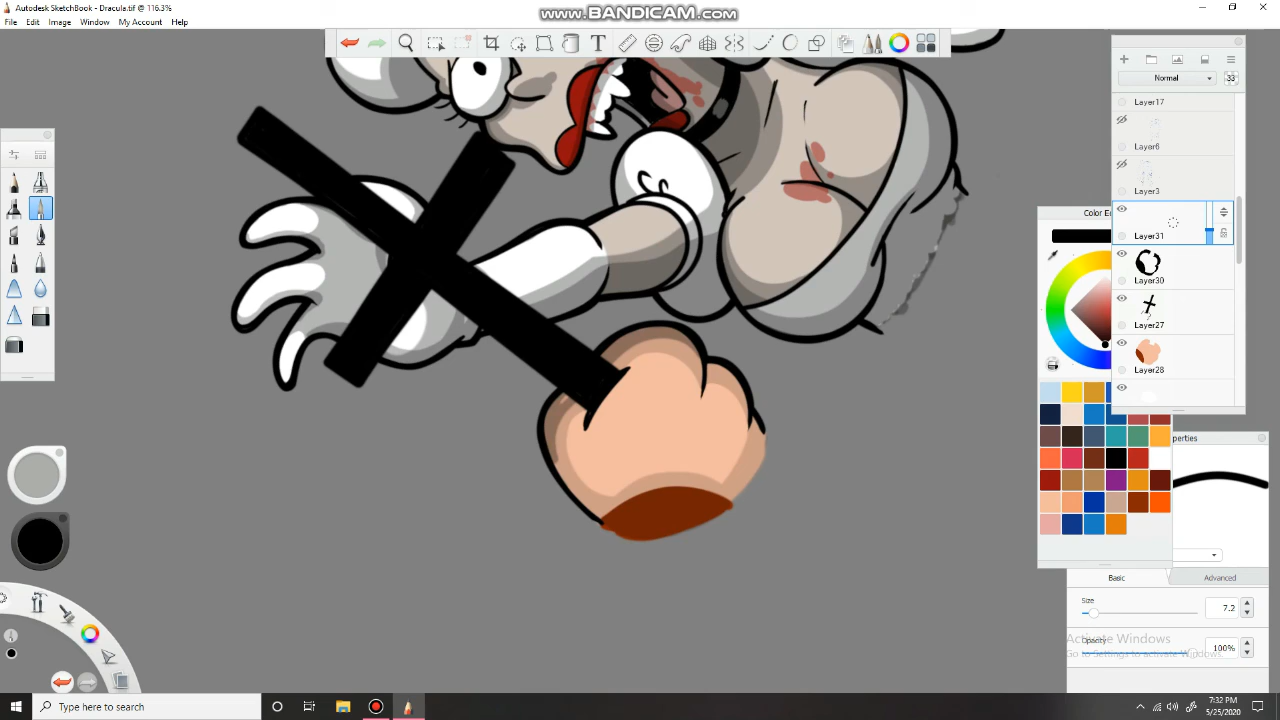 Autodesk SketchBook - Dracula.tif @ 116.3%
www.BANDICAM.com
File Edit Image Window My Account Help
T
Normal
33
Layer17
Layer6
Layer3
Layer31
Layer30
Layer27
Layer28
Color Ec
perties
Basic Advanced
Size
7.2
Opacity
100%
Activate Windows
Go to Settings to activate Windows.
Type here to search
7:32 PM
5/25/2020